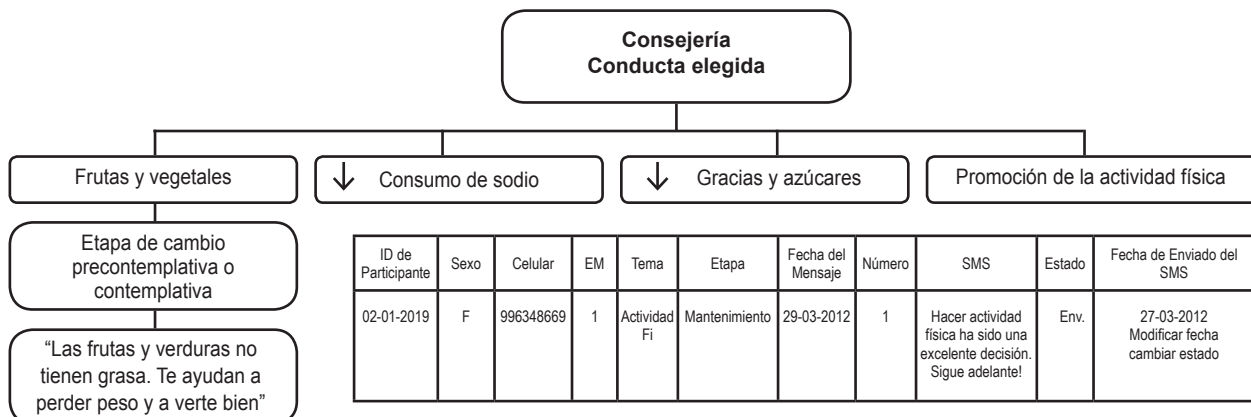 Consejería
Conducta elegida
Frutas y vegetales
↓ Consumo de sodio
↓ Gracias y azúcares
Promoción de la actividad física
Etapa de cambio
precontemplativa o
contemplativa
“Las frutas y verduras no
tienen grasa. Te ayudan a
perder peso y a verte bien”
ID de
Participante
Sexo
Celular
EM
Tema
Etapa
Fecha del
Mensaje
Número
SMS
Estado
Fecha de Enviado del
SMS
02-01-2019
F
996348669
1
Actividad
Fi
Mantenimiento
29-03-2012
1
Hacer actividad
física ha sido una
excelente decisión.
Sigue adelante!
Env.
27-03-2012
Modificar fecha
cambiar estado